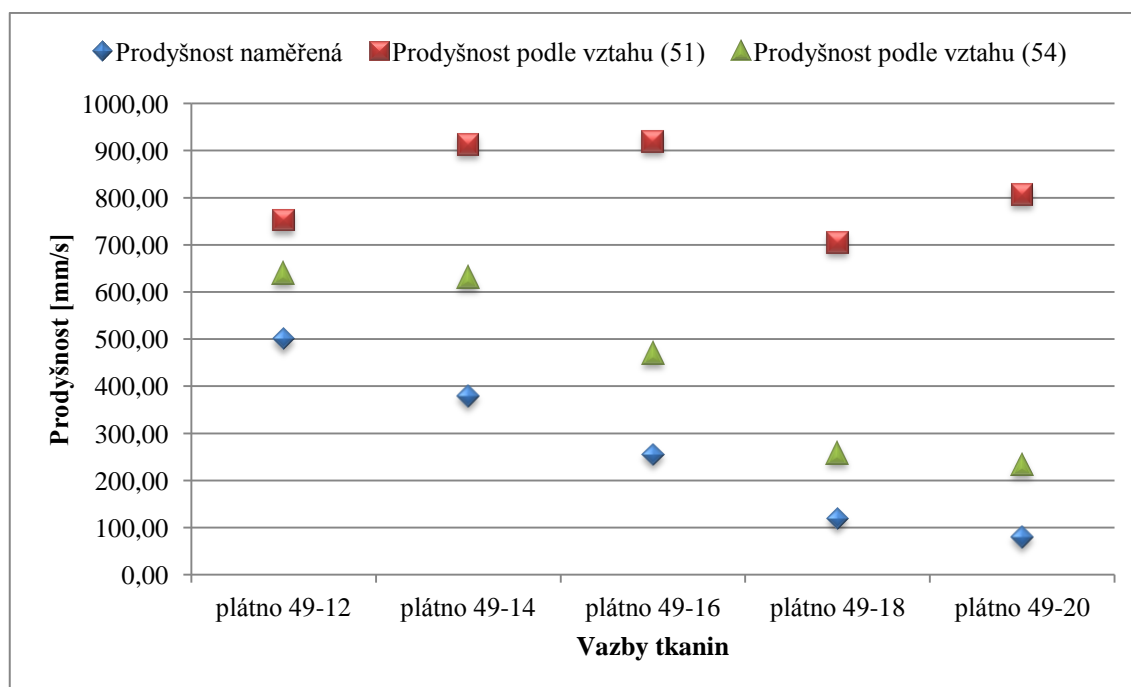 Prodyšnost naměřená Prodyšnost podle vztahu (51) Prodyšnost podle vztahu (54)
1000,00
900,00
800,00
700,00
600,00
500,00
400,00
300,00
200,00
100,00
0,00
Prodyšnost [mm/s]
plátno 49-12 plátno 49-14 plátno 49-16 plátno 49-18 plátno 49-20
Vazby tkanin